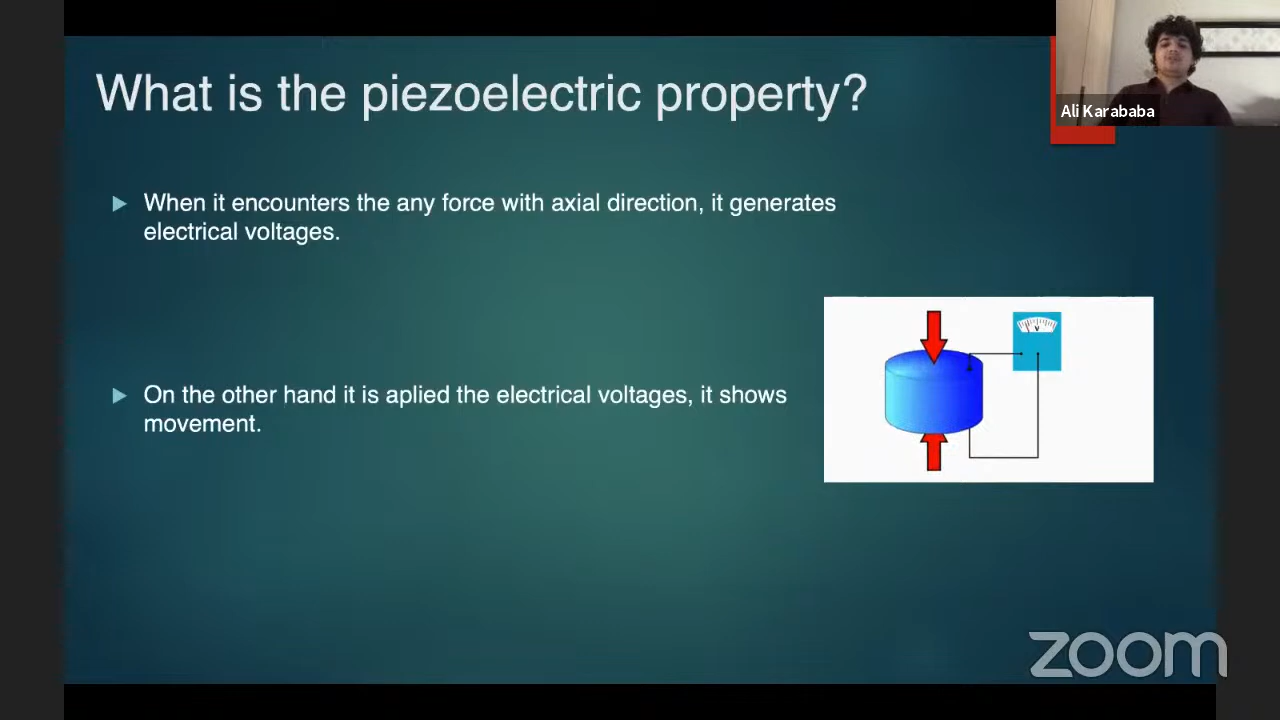 What is the piezoelectric property?
Ali Karababa
When it encounters the any force with axial direction, it generates
electrical voltages.
V
On the other hand it is aplied the electrical voltages, it shows
movement.
zoom